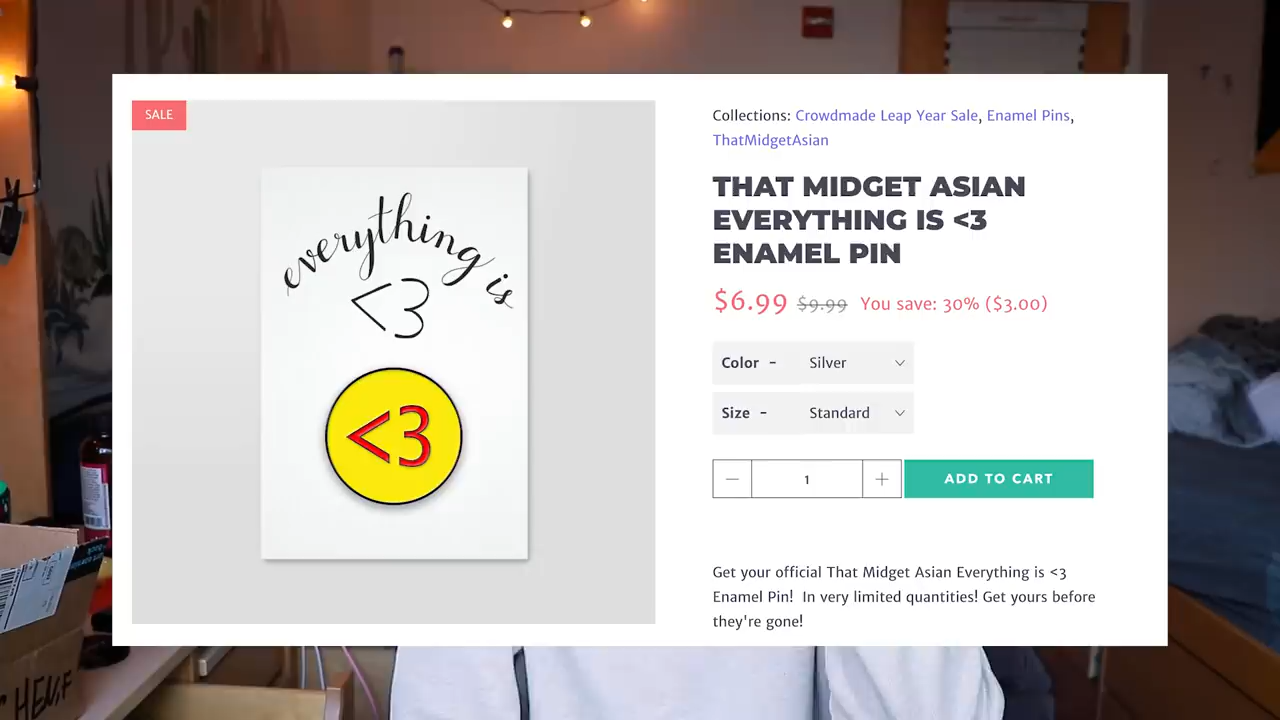 SALE
everything is
<3
<3
Collections: Crowdmade Leap Year Sale, Enamel Pins,
ThatMidgetAsian
THAT MIDGET ASIAN
EVERYTHING IS <3
ENAMEL PIN
$6.99 $9.99 You save: 30% ($3.00)
Color - Silver
Size - Standard
1
ADD TO CART
Get your official That Midget Asian Everything is <3
Enamel Pin! In very limited quantities! Get yours before
they're gone!